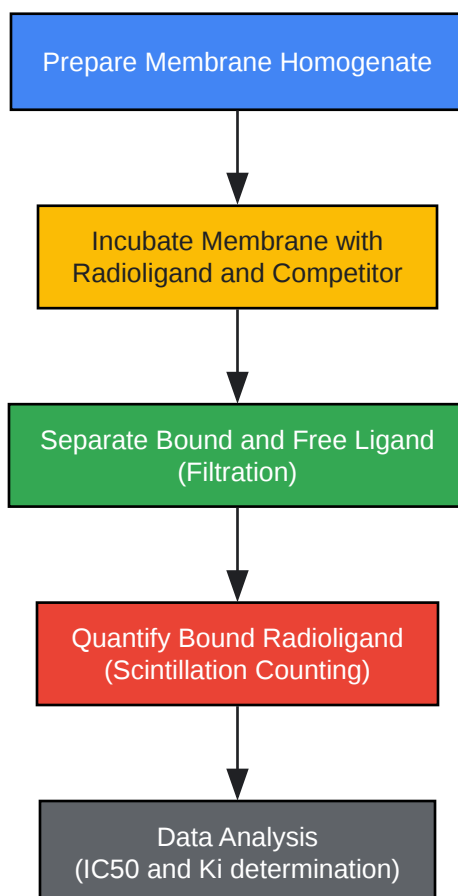 Prepare Membrane Homogenate
Incubate Membrane with
Radioligand and Competitor
Separate Bound and Free Ligand
(Filtration)
Quantify Bound Radioligand
(Scintillation Counting)
Data Analysis
(IC50 and Ki determination)